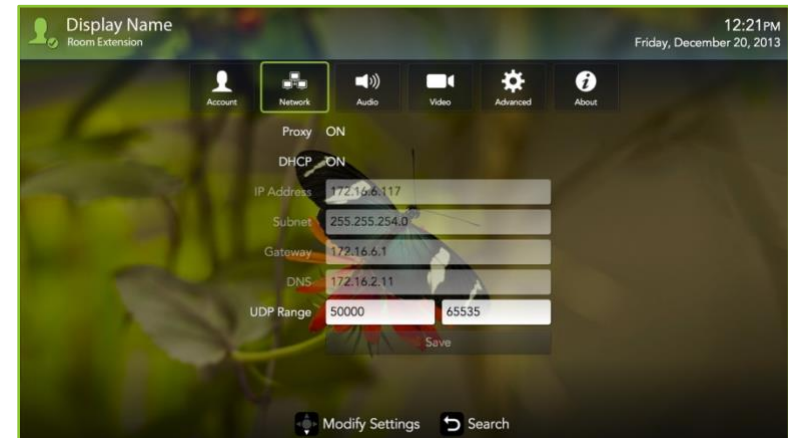 Display Name
Room Extension
12:21PM
Friday, December 20, 2013
Account Network Audio Video Advanced About
Proxy ON
DHCP ON
IP Address 172.16.6.117
Subnet 255.255.254.0
Gateway 172.16.6.1
DNS 172.16.2.11
UDP Range 50000 65535
Save
Modify Settings Search